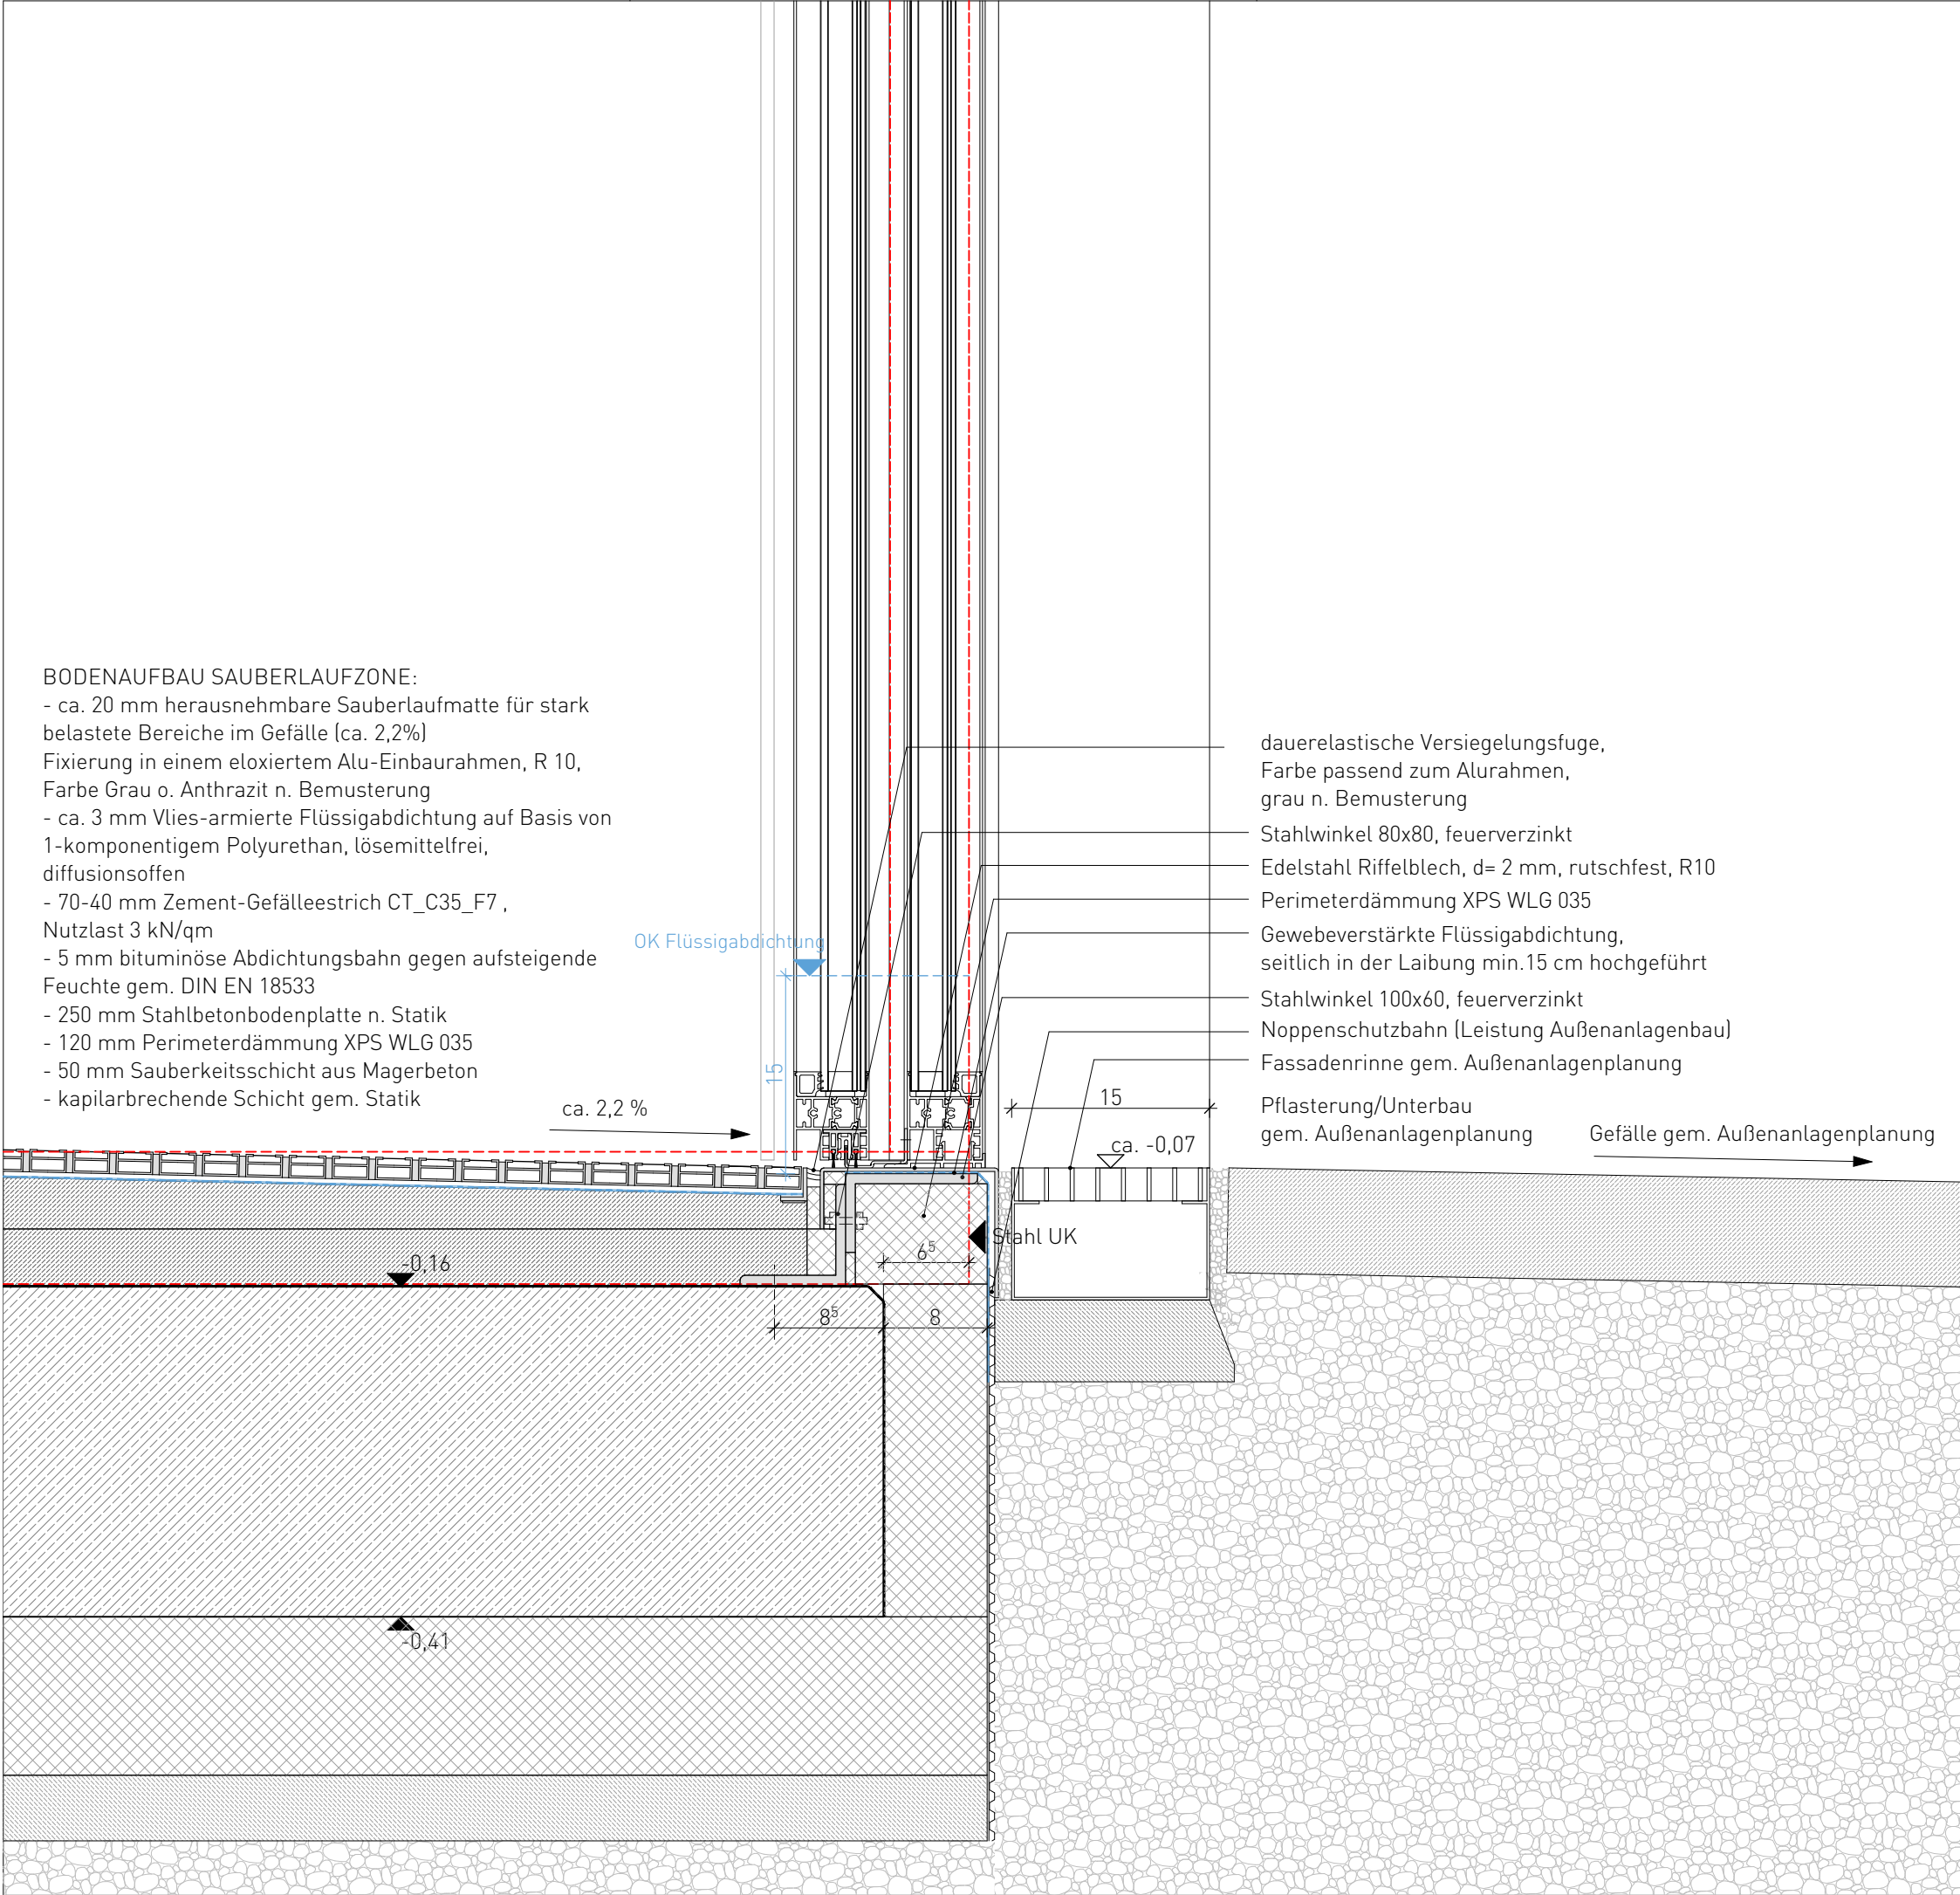 BODENAUFBAU SAUBERLAUFZONE:
- ca. 20 mm herausnehmbare Sauberlaufmatte für stark
belastete Bereiche im Gefälle (ca. 2,2%)
Fixierung in einem eloxiertem Alu-Einbaurahmen, R 10,
Farbe Grau o. Anthrazit n. Bemusterung
- ca. 3 mm Vlies-armierte Flüssigabdichtung auf Basis von
1-komponentigem Polyurethan, lösemittelfrei,
diffusionsoffen
- 70-40 mm Zement-Gefälleestrich CT_C35_F7 ,
Nutzlast 3 kN/qm
- 5 mm bituminöse Abdichtungsbahn gegen aufsteigende
Feuchte gem. DIN EN 18533
- 250 mm Stahlbetonbodenplatte n. Statik
- 120 mm Perimeterdämmung XPS WLG 035
- 50 mm Sauberkeitsschicht aus Magerbeton
- kapilarbrechende Schicht gem. Statik
ca. 2,2 %
OK Flüssigabdichtung
15
dauerelastische Versiegelungsfuge,
Farbe passend zum Alurahmen,
grau n. Bemusterung
Stahlwinkel 80x80, feuerverzinkt
Edelstahl Riffelblech, d= 2 mm, rutschfest, R10
Perimeterdämmung XPS WLG 035
Gewebeverstärkte Flüssigabdichtung,
seitlich in der Laibung min.15 cm hochgeführt
Stahlwinkel 100x60, feuerverzinkt
Noppenschutzbahn (Leistung Außenanlagenbau)
Fassadenrinne gem. Außenanlagenplanung
15
Pflasterung/Unterbau
gem. Außenanlagenplanung
Gefälle gem. Außenanlagenplanung
ca. -0,07
Stahl UK
6⁵
-0,16
8⁵
8
-0,41